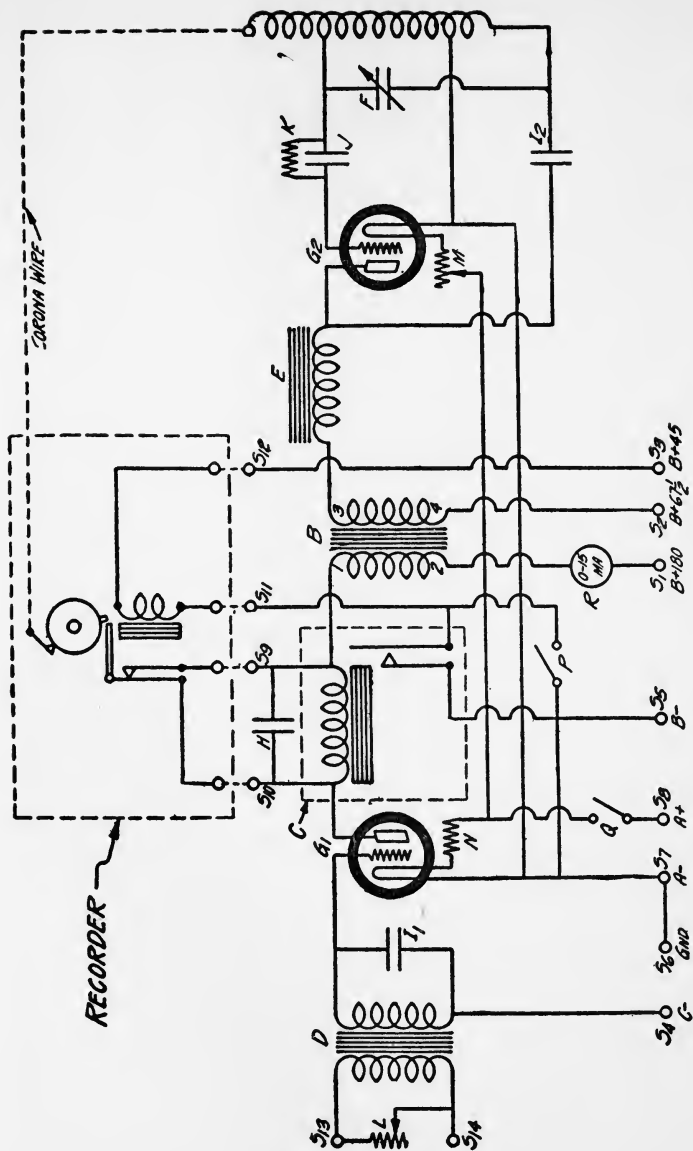 CORONA WIRE
RECORDER
K
J
F
I2
G2
M
E
S12
B
3
4
1
2
S11
S9
H
S10
C
P
G1
N
Q
I1
D
L
S13
S14
R
0-15
MA
S4
C-
S6
GND
S7
A-
S8
A+
S5
B-
S1
B+180
S2
B+67½
S3
B+45